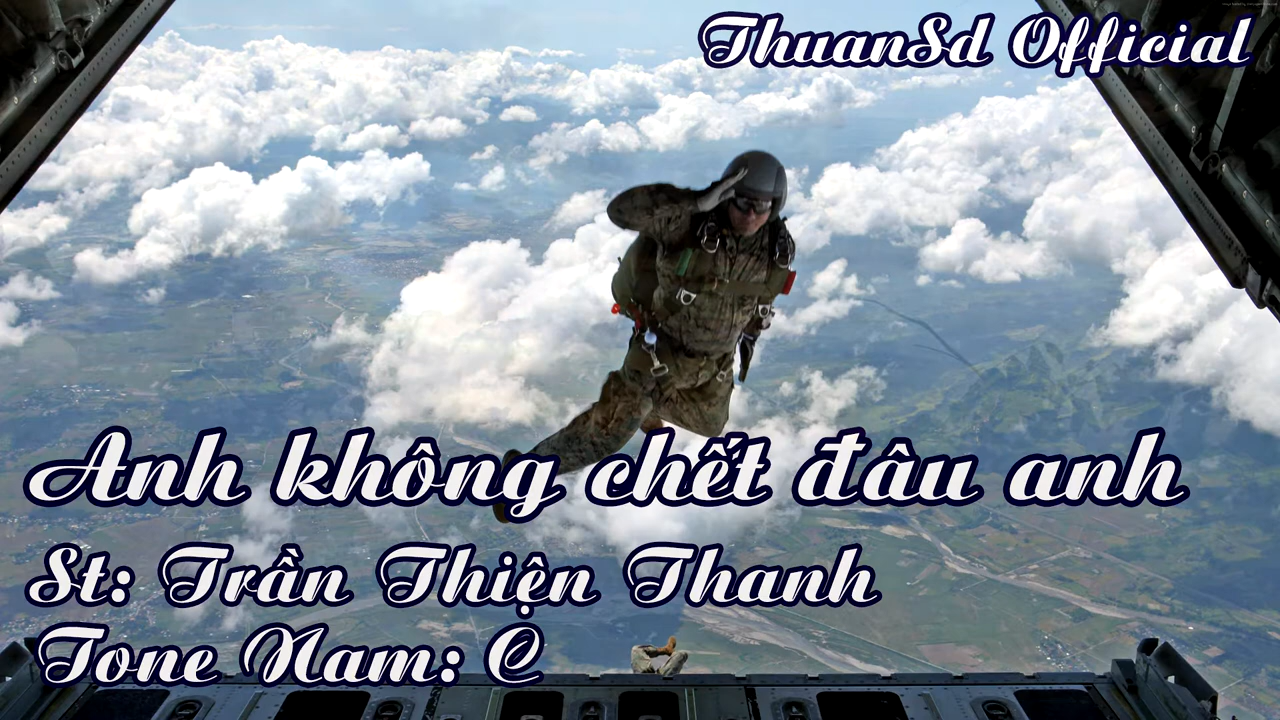 ThuanSd Official
Anh không chết đâu anh
St: Trần Thiện Thanh
Tone Nam: C